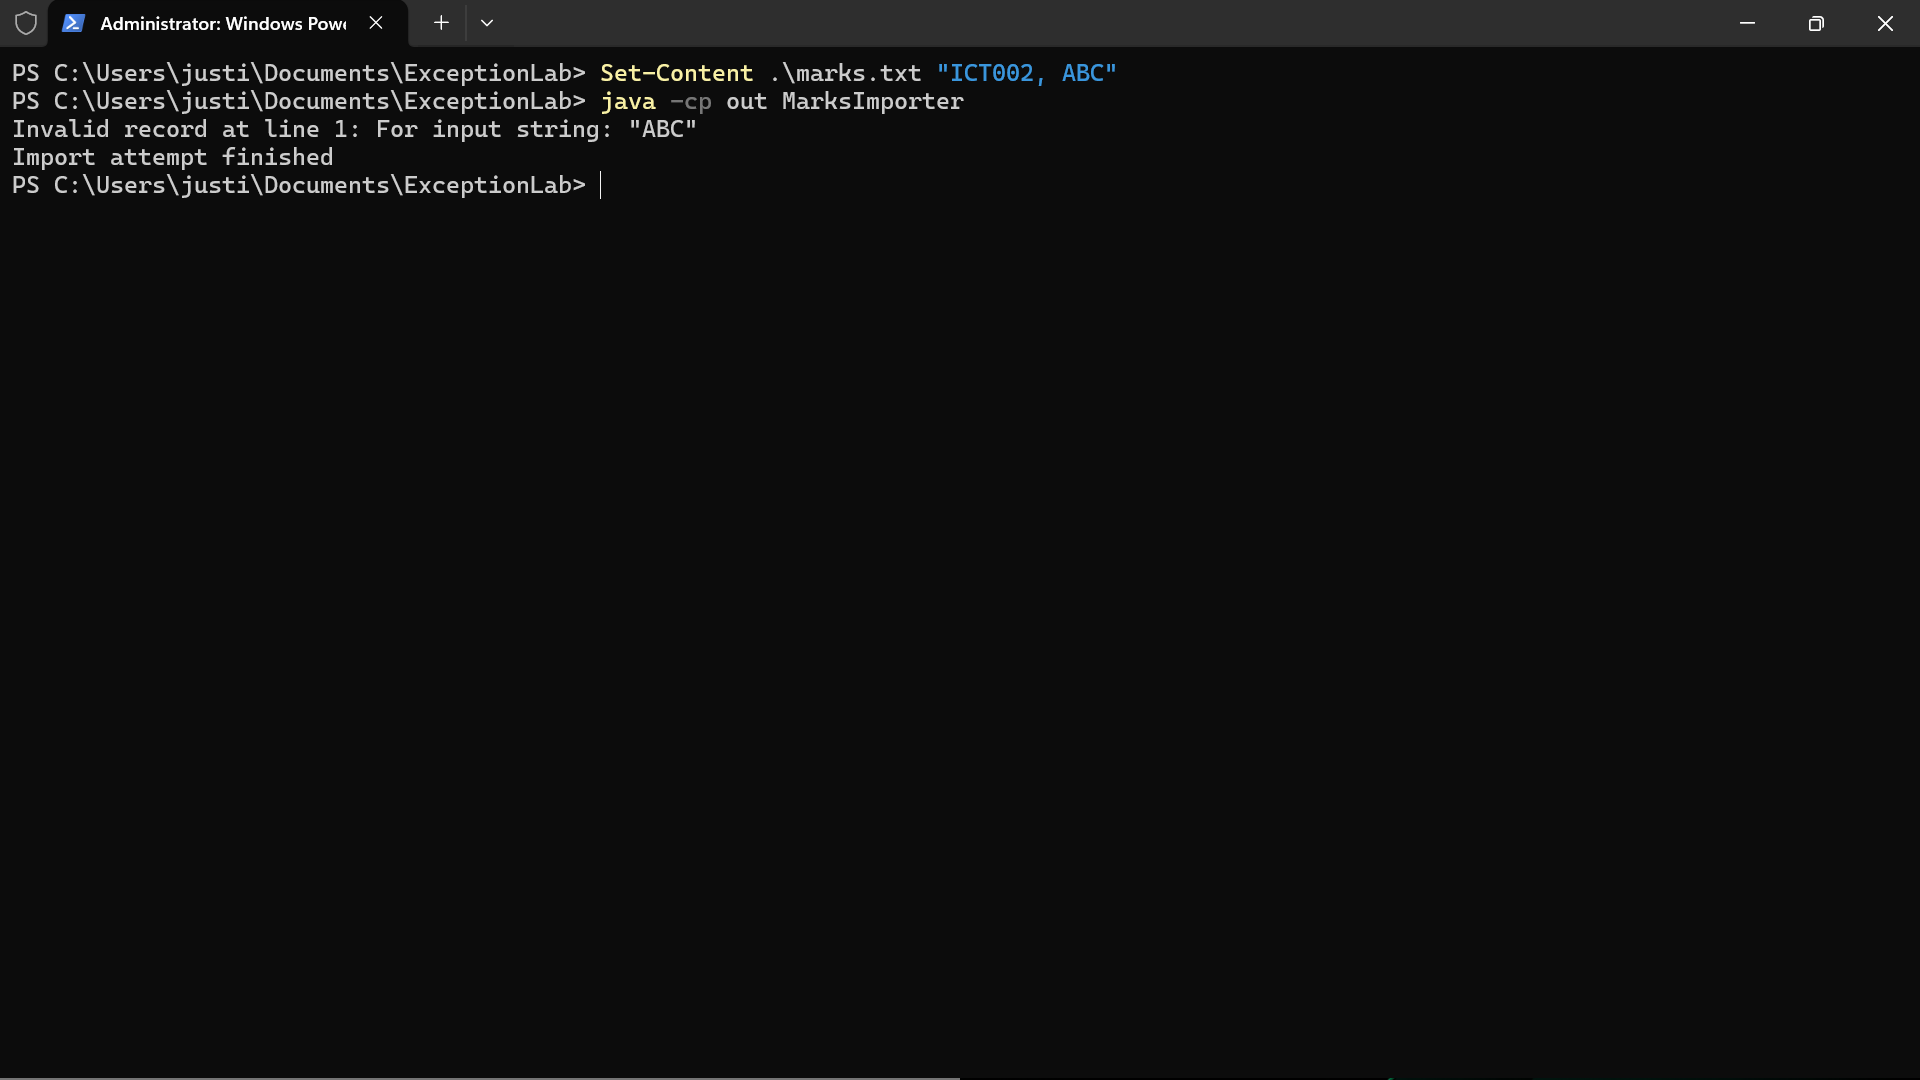 Administrator: Windows Pow
PS C:\Users\justi\Documents\ExceptionLab> Set-Content .\marks.txt "ICT002, ABC"
PS C:\Users\justi\Documents\ExceptionLab> java -cp out MarksImporter
Invalid record at line 1: For input string: "ABC"
Import attempt finished
PS C:\Users\justi\Documents\ExceptionLab>